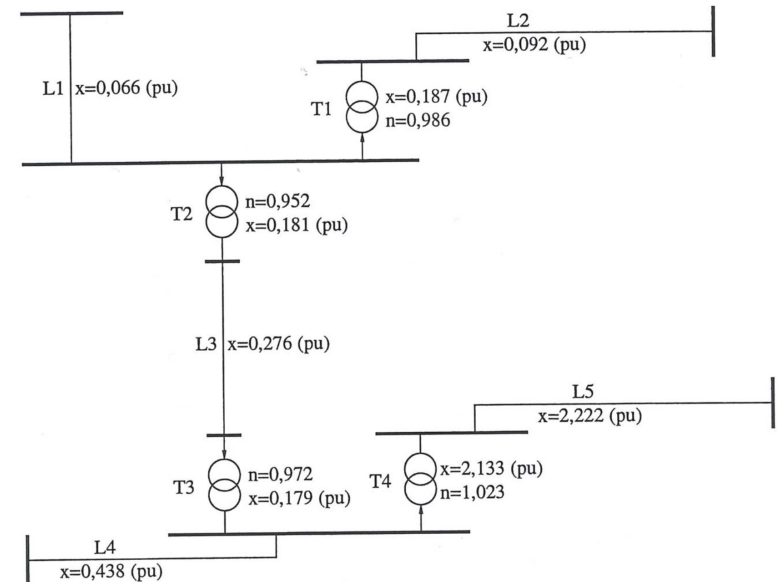 L2
x=0,092 (pu)
L1 x=0,066 (pu)
T1
x=0,187 (pu)
n=0,986
T2
n=0,952
x=0,181 (pu)
L3 x=0,276 (pu)
L5
x=2,222 (pu)
T3
n=0,972
x=0,179 (pu)
T4
x=2,133 (pu)
n=1,023
L4
x=0,438 (pu)